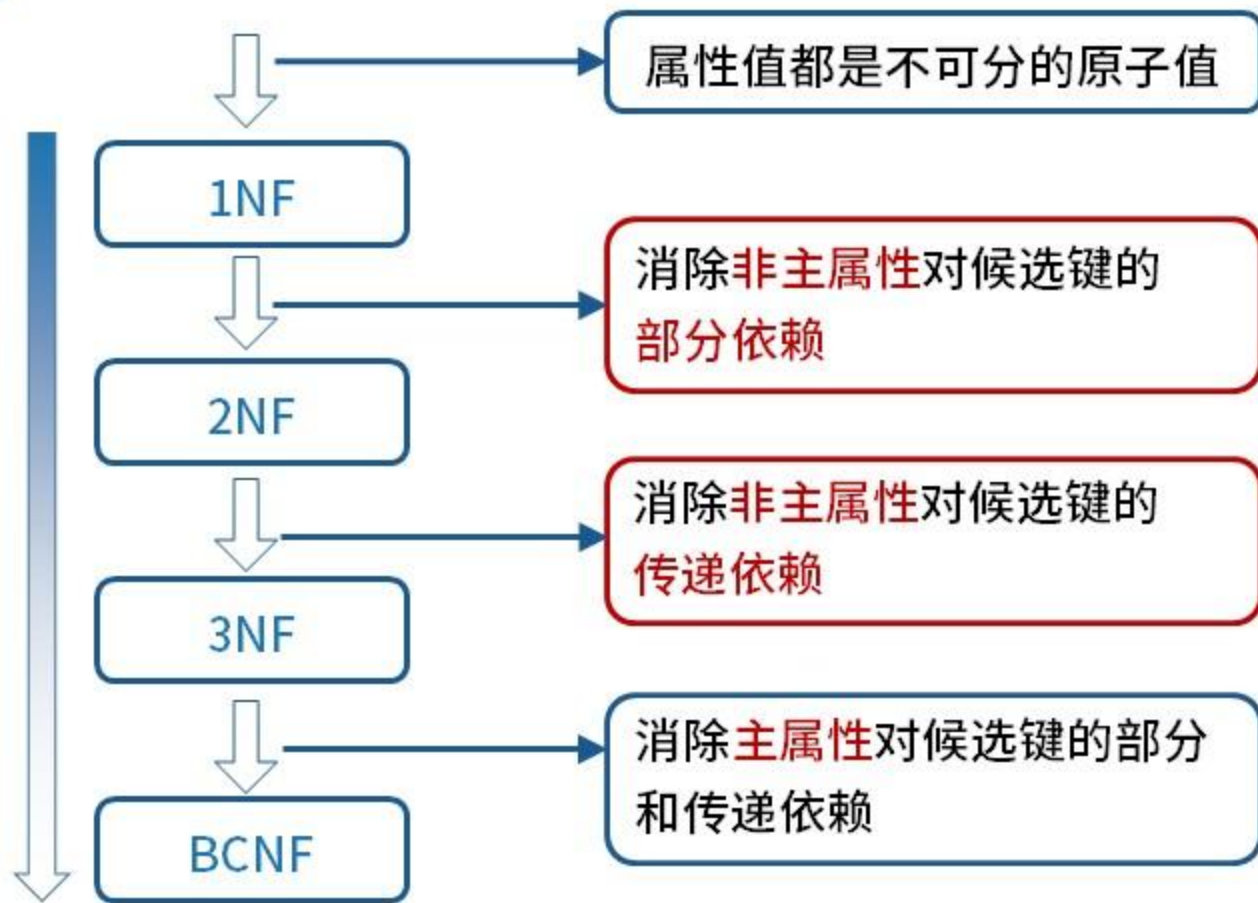 属性值都是不可分的原子值
1NF
消除非主属性对候选键的
部分依赖
2NF
消除非主属性对候选键的
传递依赖
3NF
消除主属性对候选键的部分
和传递依赖
BCNF